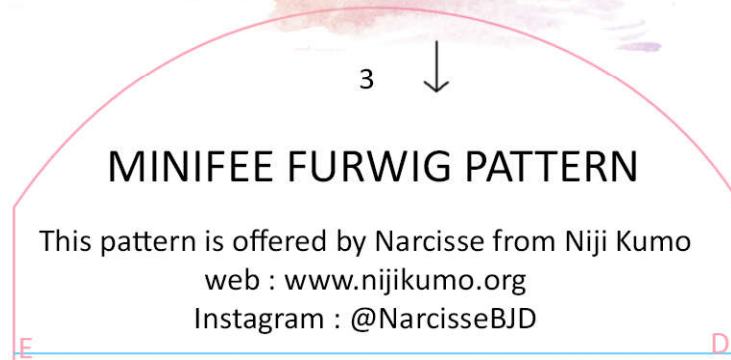 3
MINIFEE FURWIG PATTERN
This pattern is offered by Narcisse from Niji Kumo
web : www.nijikumo.org
Instagram : @NarcisseBJD
E D